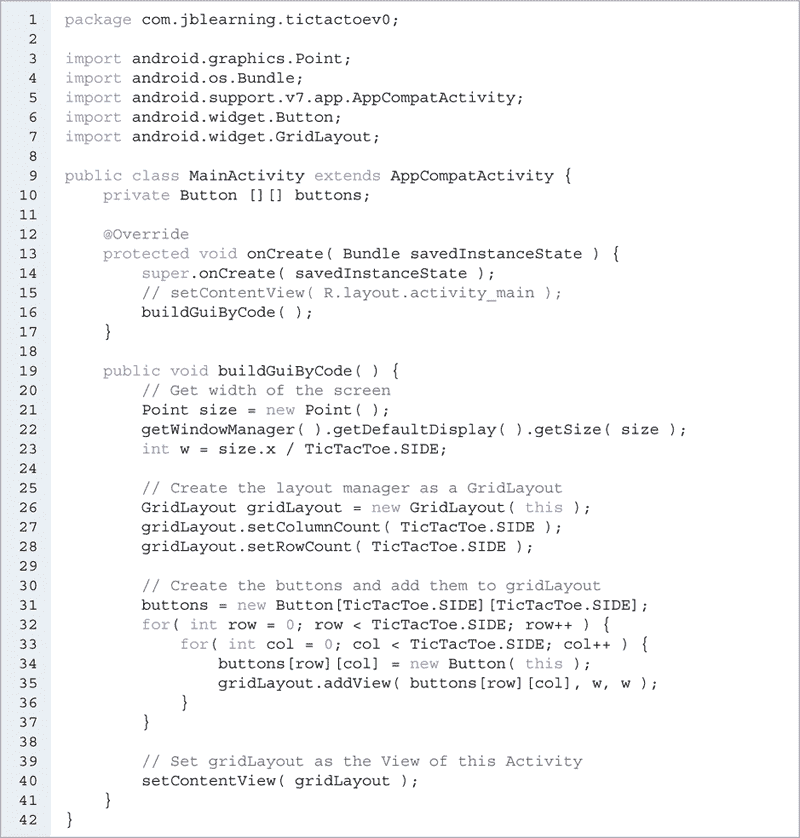 1 package com.jblearning.tictactoev0;
2
3 import android.graphics.Point;
4 import android.os.Bundle;
5 import android.support.v7.app.AppCompatActivity;
6 import android.widget.Button;
7 import android.widget.GridLayout;
8
9 public class MainActivity extends AppCompatActivity {
10     private Button [][] buttons;
11
12     @Override
13     protected void onCreate( Bundle savedInstanceState ) {
14         super.onCreate( savedInstanceState );
15         // setContentView( R.layout.activity_main );
16         buildGuiByCode( );
17     }
18
19     public void buildGuiByCode( ) {
20         // Get width of the screen
21         Point size = new Point( );
22         getWindowManager( ).getDefaultDisplay( ).getSize( size );
23         int w = size.x / TicTacToe.SIDE;
24
25         // Create the layout manager as a GridLayout
26         GridLayout gridLayout = new GridLayout( this );
27         gridLayout.setColumnCount( TicTacToe.SIDE );
28         gridLayout.setRowCount( TicTacToe.SIDE );
29
30         // Create the buttons and add them to gridLayout
31         buttons = new Button[TicTacToe.SIDE][TicTacToe.SIDE];
32         for( int row = 0; row < TicTacToe.SIDE; row++ ) {
33             for( int col = 0; col < TicTacToe.SIDE; col++ ) {
34                 buttons[row][col] = new Button( this );
35                 gridLayout.addView( buttons[row][col], w, w );
36             }
37         }
38
39         // Set gridLayout as the View of this Activity
40         setContentView( gridLayout );
41     }
42 }